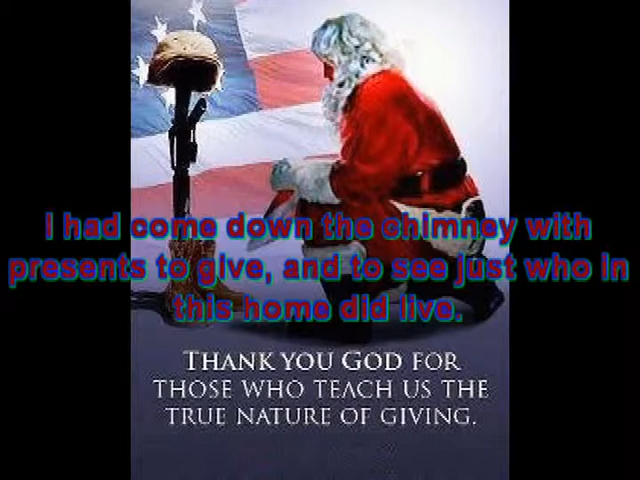 I had come down the chimney with
presents to give, and to see just who in
this home did live.
THANK YOU GOD FOR
THOSE WHO TEACH US THE
TRUE NATURE OF GIVING.